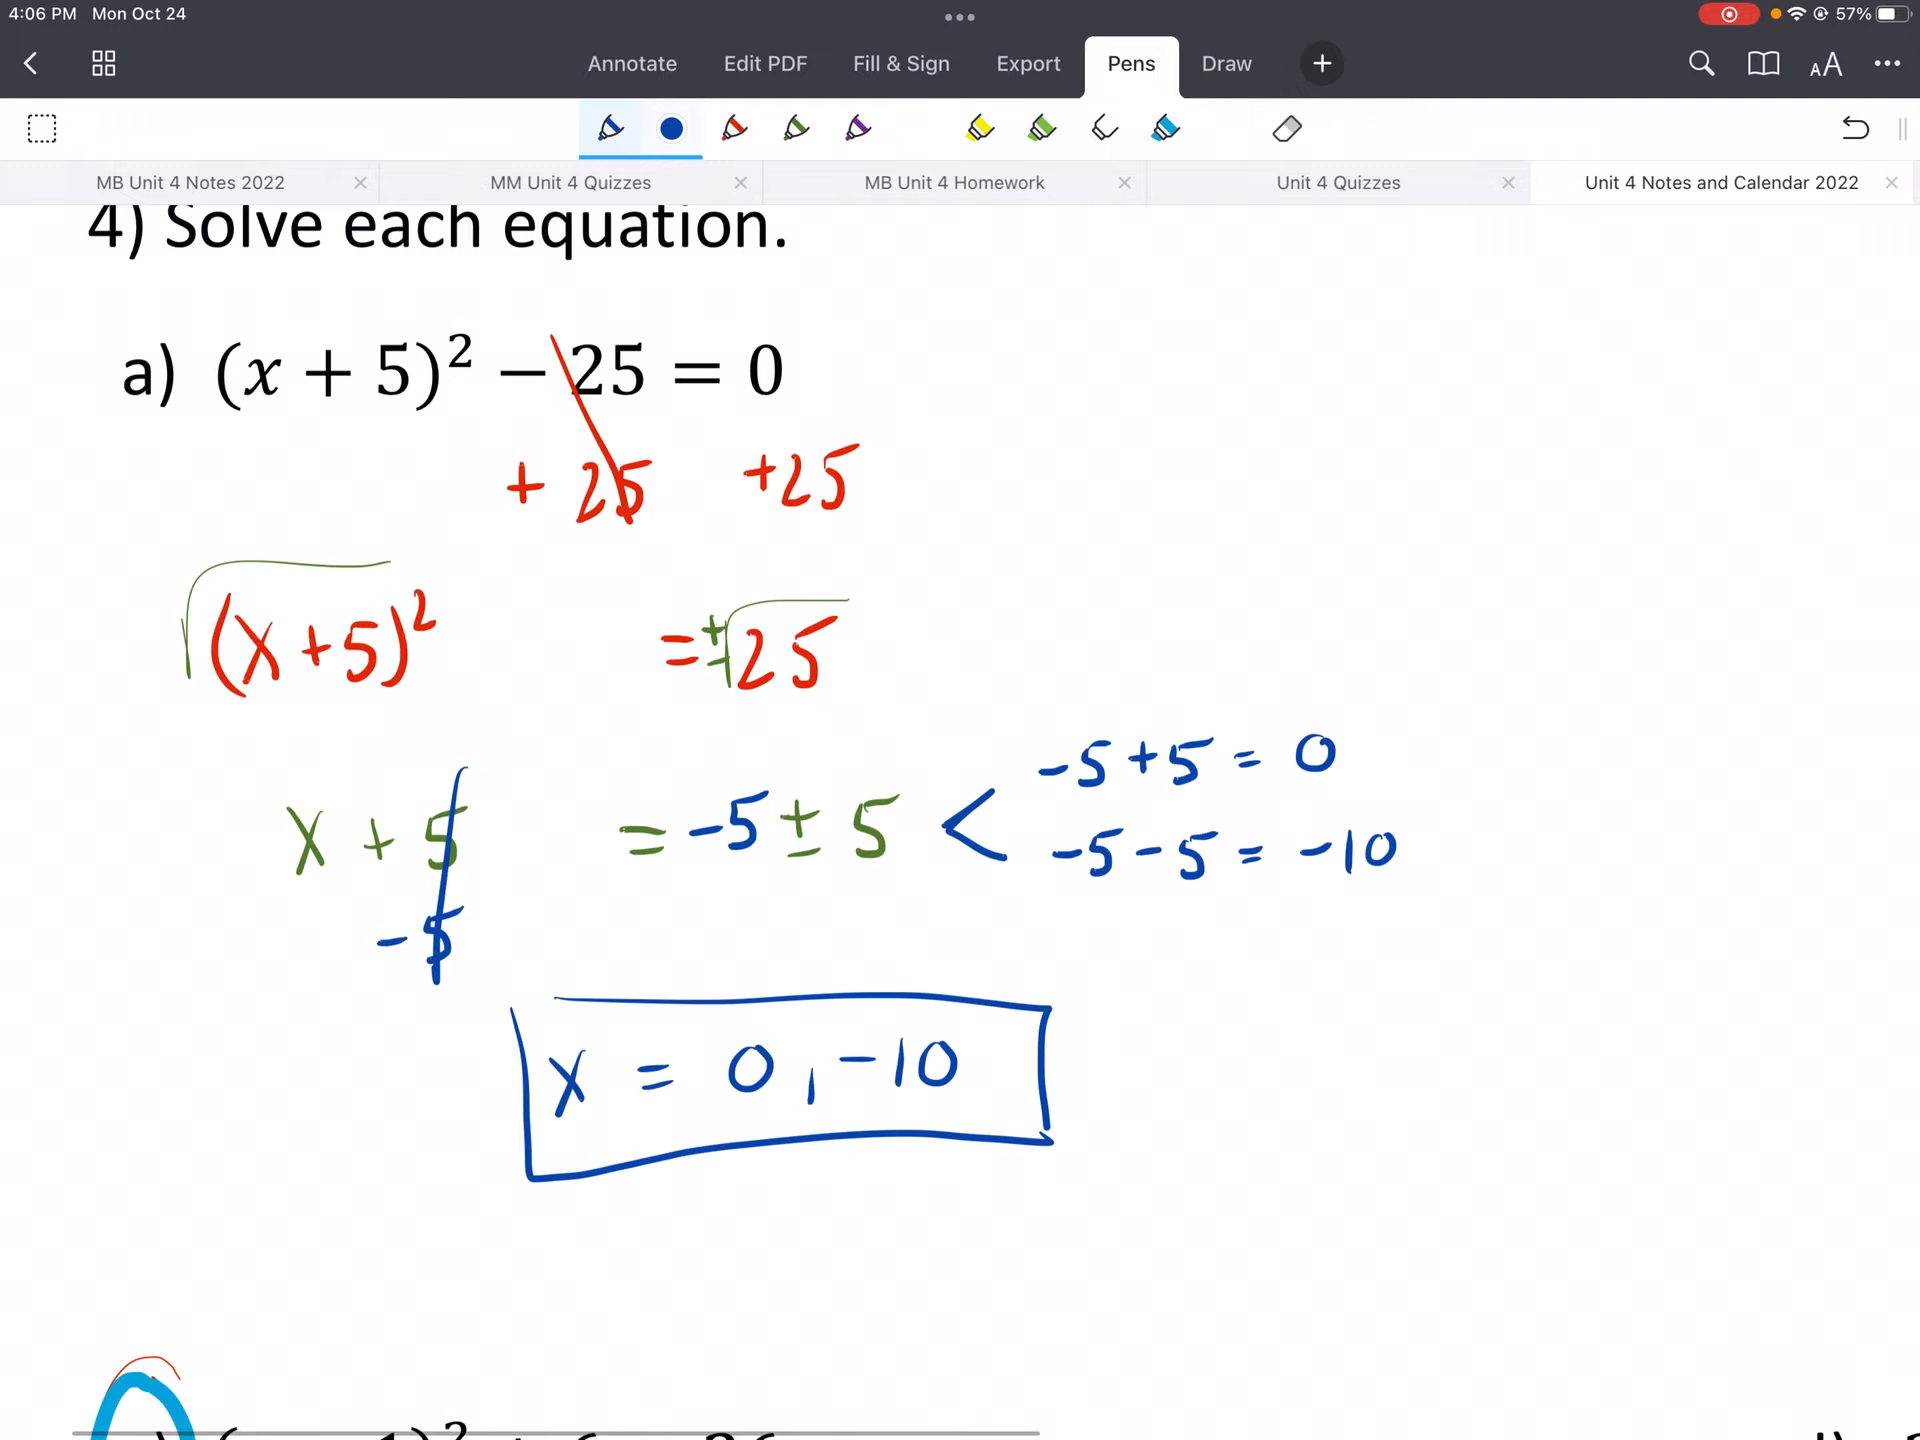 4:06 PM Mon Oct 24
57%
Annotate Edit PDF Fill & Sign Export Pens Draw
AA
MB Unit 4 Notes 2022 MM Unit 4 Quizzes MB Unit 4 Homework Unit 4 Quizzes Unit 4 Notes and Calendar 2022
4) Solve each equation.
a) (x + 5)² − 25 = 0
+ 25 +25
√(x+5)² = ±√25
-5+5 = 0
x + 5 = -5 ± 5 <
-5-5 = -10
-5
x = 0, -10